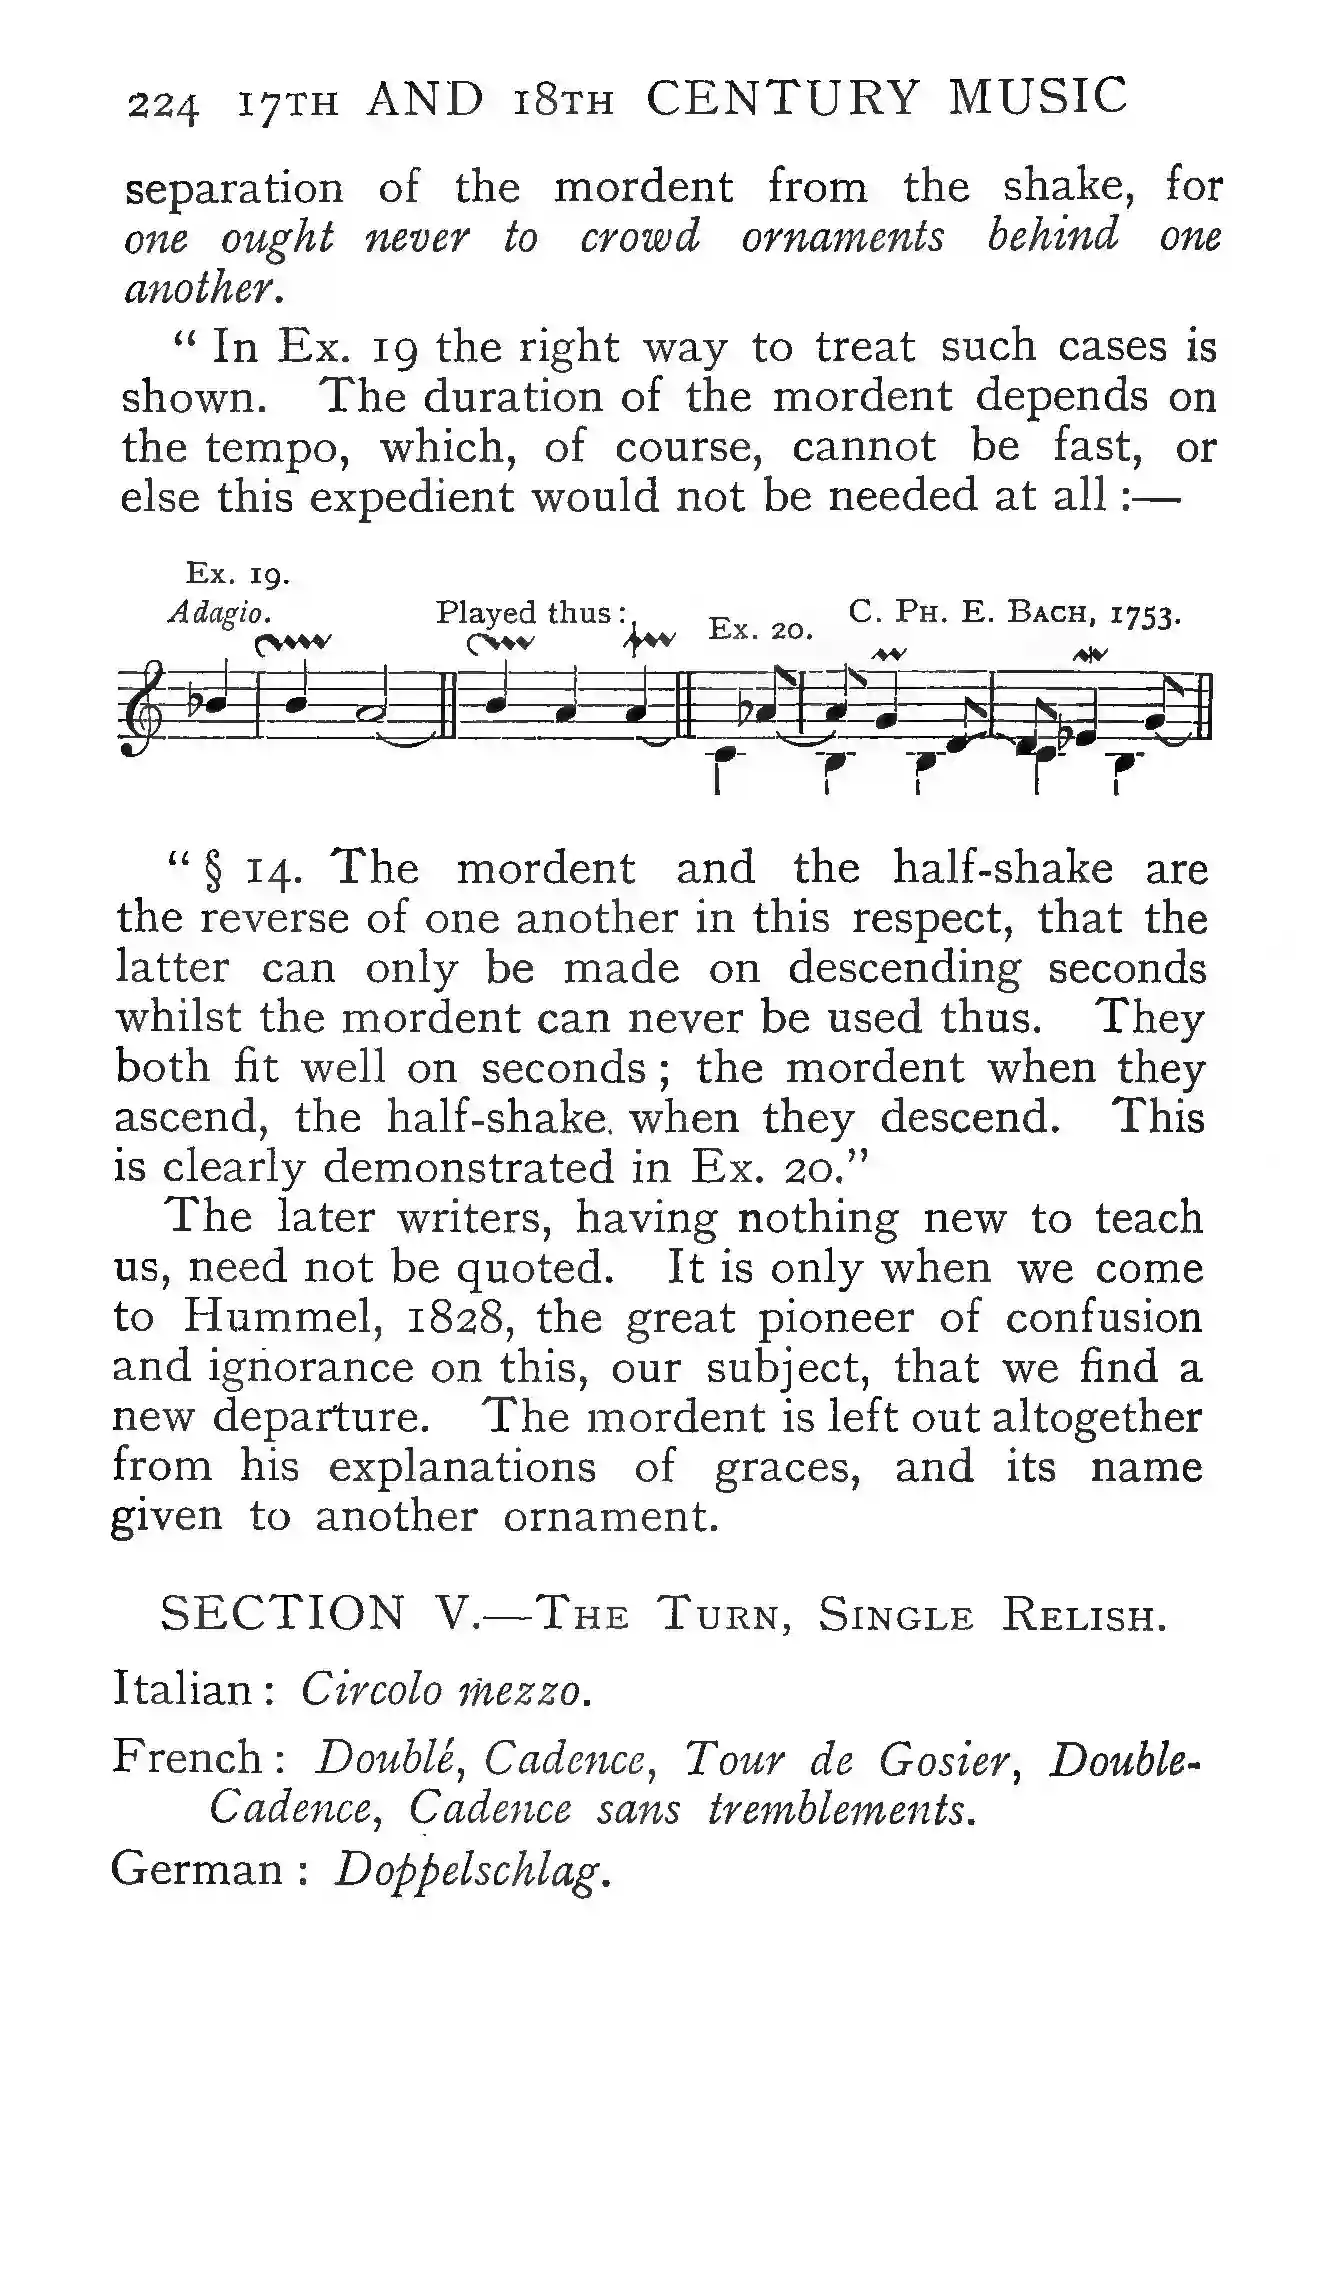 224 17TH AND 18TH CENTURY MUSIC
separation of the mordent from the shake, for
one ought never to crowd ornaments behind one
another.
“ In Ex. 19 the right way to treat such cases is
shown. The duration of the mordent depends on
the tempo, which, of course, cannot be fast, or
else this expedient would not be needed at all :—
Ex. 19.
Adagio. Played thus : Ex. 20. C. PH. E. BACH, 1753.
“ § 14. The mordent and the half-shake are
the reverse of one another in this respect, that the
latter can only be made on descending seconds
whilst the mordent can never be used thus. They
both fit well on seconds ; the mordent when they
ascend, the half-shake. when they descend. This
is clearly demonstrated in Ex. 20.”
The later writers, having nothing new to teach
us, need not be quoted. It is only when we come
to Hummel, 1828, the great pioneer of confusion
and ignorance on this, our subject, that we find a
new departure. The mordent is left out altogether
from his explanations of graces, and its name
given to another ornament.
SECTION V.—THE TURN, SINGLE RELISH.
Italian : Circolo mezzo.
French : Doublé, Cadence, Tour de Gosier, Double-
Cadence, Cadence sans tremblements.
German : Doppelschlag.